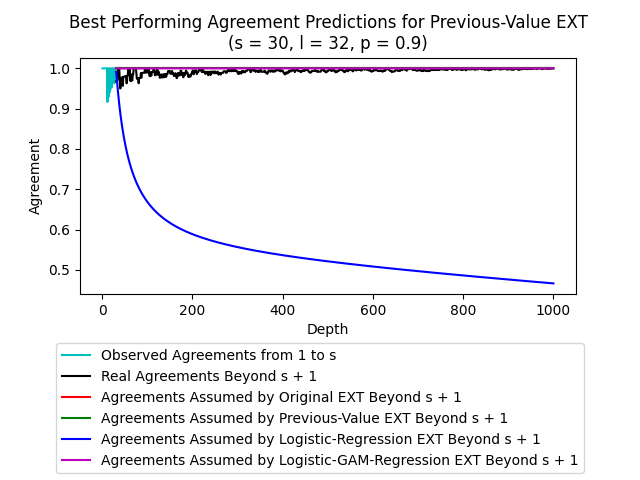 Best Performing Agreement Predictions for Previous-Value EXT
(s = 30, l = 32, p = 0.9)
1.0
0.9
0.8
0.7
0.6
0.5
Agreement
0 200 400 600 800 1000
Depth
Observed Agreements from 1 to s
Real Agreements Beyond s + 1
Agreements Assumed by Original EXT Beyond s + 1
Agreements Assumed by Previous-Value EXT Beyond s + 1
Agreements Assumed by Logistic-Regression EXT Beyond s + 1
Agreements Assumed by Logistic-GAM-Regression EXT Beyond s + 1